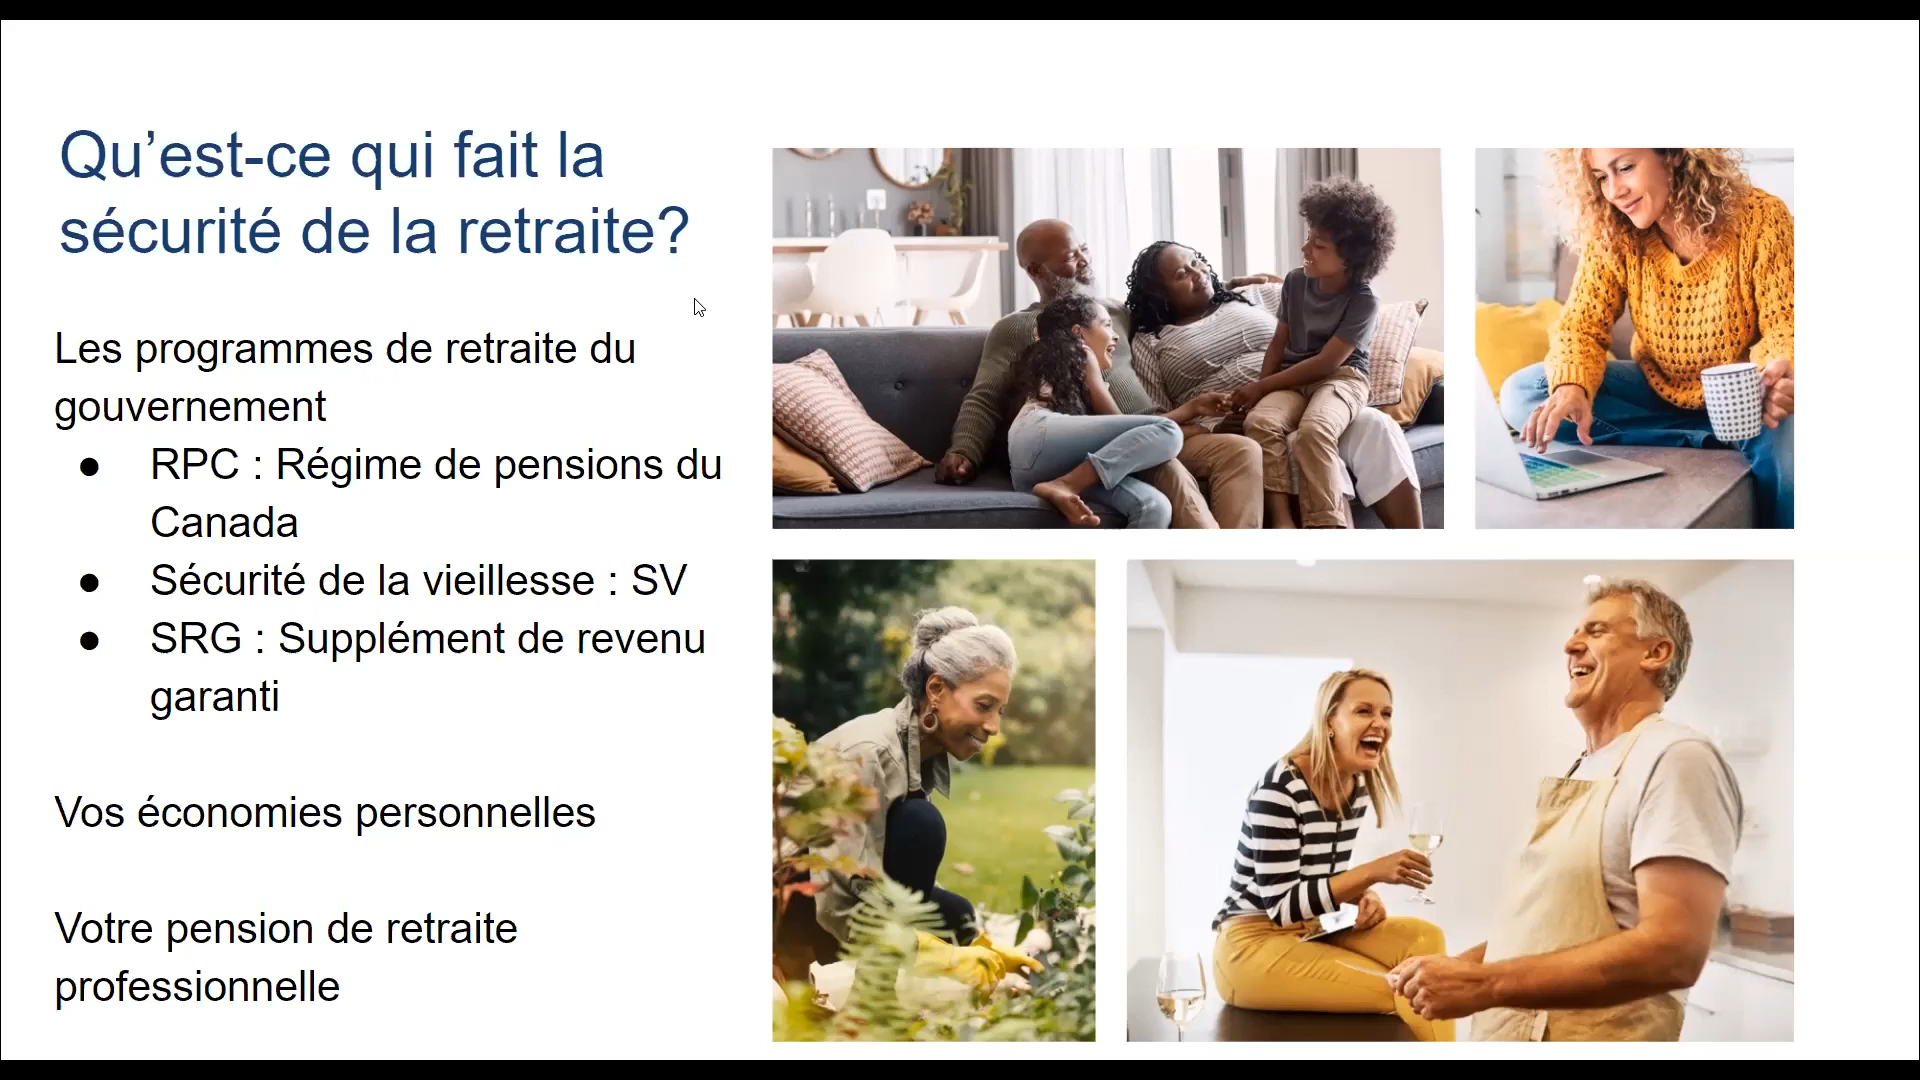 Qu’est-ce qui fait la
sécurité de la retraite?
Les programmes de retraite du
gouvernement
● RPC : Régime de pensions du
Canada
● Sécurité de la vieillesse : SV
● SRG : Supplément de revenu
garanti
Vos économies personnelles
Votre pension de retraite
professionnelle